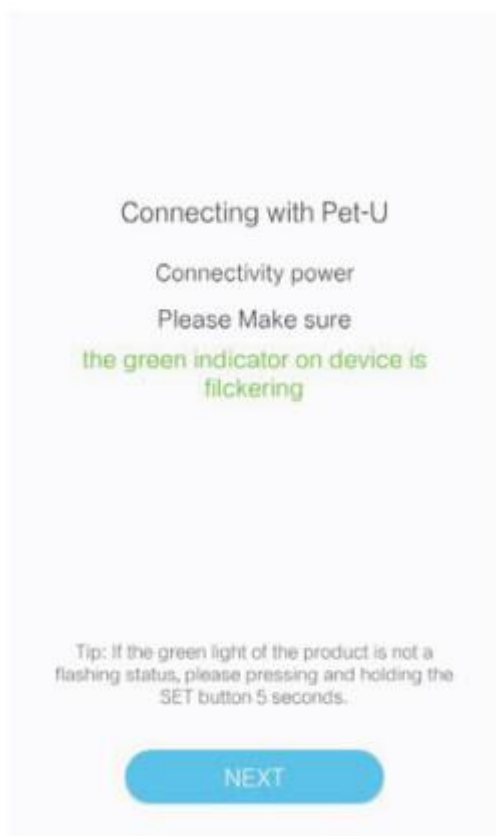 Connecting with Pet-U
Connectivity power
Please Make sure
the green indicator on device is
filckering
Tip: If the green light of the product is not a
flashing status, please pressing and holding the
SET button 5 seconds.
NEXT